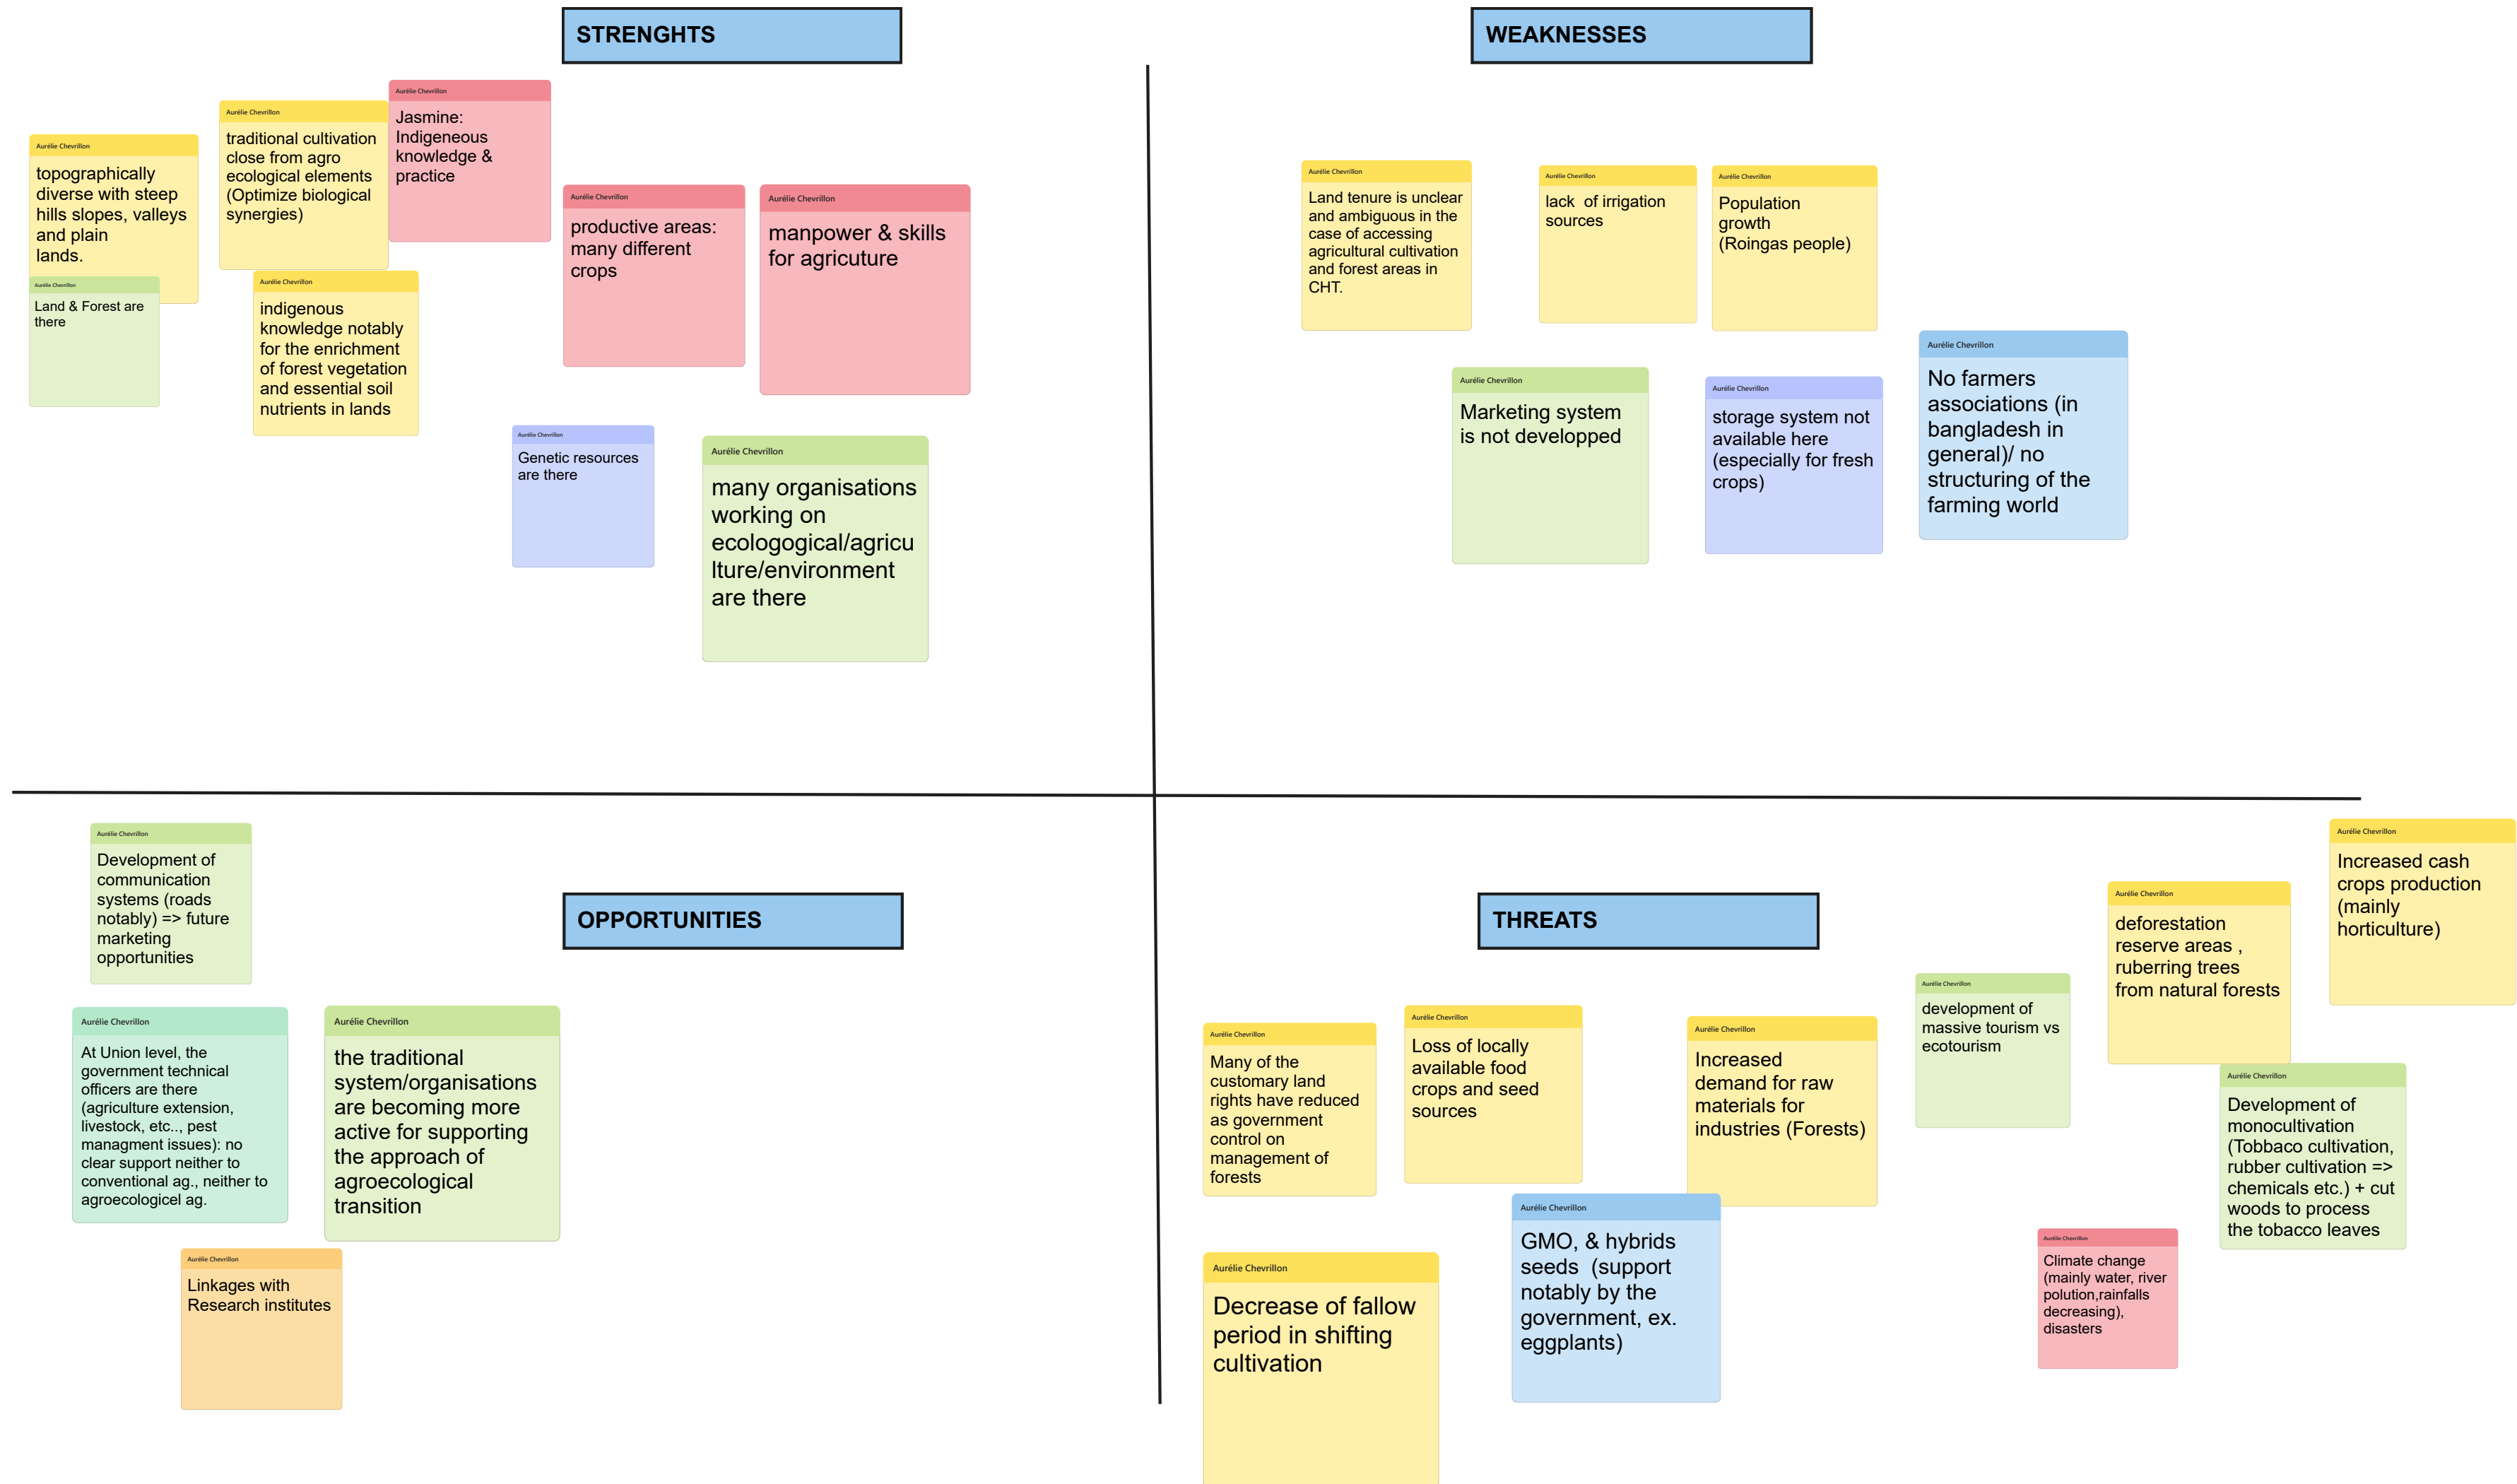 STRENGHTS
WEAKNESSES
Aurélie Chevrillon
topographically
diverse with steep
hills slopes, valleys
and plain
lands.
Aurélie Chevrillon
Land & Forest are
there
Aurélie Chevrillon
traditional cultivation
close from agro
ecological elements
(Optimize biological
synergies)
Aurélie Chevrillon
Jasmine:
Indigeneous
knowledge &
practice
Aurélie Chevrillon
indigenous
knowledge notably
for the enrichment
of forest vegetation
and essential soil
nutrients in lands
Aurélie Chevrillon
productive areas:
many different
crops
Aurélie Chevrillon
manpower & skills
for agricuture
Aurélie Chevrillon
Genetic resources
are there
Aurélie Chevrillon
many organisations
working on
ecologogical/agricu
lture/environment
are there
Aurélie Chevrillon
Land tenure is unclear
and ambiguous in the
case of accessing
agricultural cultivation
and forest areas in
CHT.
Aurélie Chevrillon
lack  of irrigation
sources
Aurélie Chevrillon
Population
growth
(Roingas people)
Aurélie Chevrillon
Marketing system
is not developped
Aurélie Chevrillon
storage system not
available here
(especially for fresh
crops)
Aurélie Chevrillon
No farmers
associations (in
bangladesh in
general)/ no
structuring of the
farming world
OPPORTUNITIES
Aurélie Chevrillon
Development of
communication
systems (roads
notably) => future
marketing
opportunities
Aurélie Chevrillon
At Union level, the
government technical
officers are there
(agriculture extension,
livestock, etc.., pest
managment issues): no
clear support neither to
conventional ag., neither to
agroecologicel ag.
Aurélie Chevrillon
the traditional
system/organisations
are becoming more
active for supporting
the approach of
agroecological
transition
Aurélie Chevrillon
Linkages with
Research institutes
THREATS
Aurélie Chevrillon
Many of the
customary land
rights have reduced
as government
control on
management of
forests
Aurélie Chevrillon
Loss of locally
available food
crops and seed
sources
Aurélie Chevrillon
Increased
demand for raw
materials for
industries (Forests)
Aurélie Chevrillon
development of
massive tourism vs
ecotourism
Aurélie Chevrillon
deforestation
reserve areas ,
ruberring trees
from natural forests
Aurélie Chevrillon
Increased cash
crops production
(mainly
horticulture)
Aurélie Chevrillon
Development of
monocultivation
(Tobbaco cultivation,
rubber cultivation =>
chemicals etc.) + cut
woods to process
the tobacco leaves
Aurélie Chevrillon
Decrease of fallow
period in shifting
cultivation
Aurélie Chevrillon
GMO, & hybrids
seeds  (support
notably by the
government, ex.
eggplants)
Aurélie Chevrillon
Climate change
(mainly water, river
polution,rainfalls
decreasing),
disasters